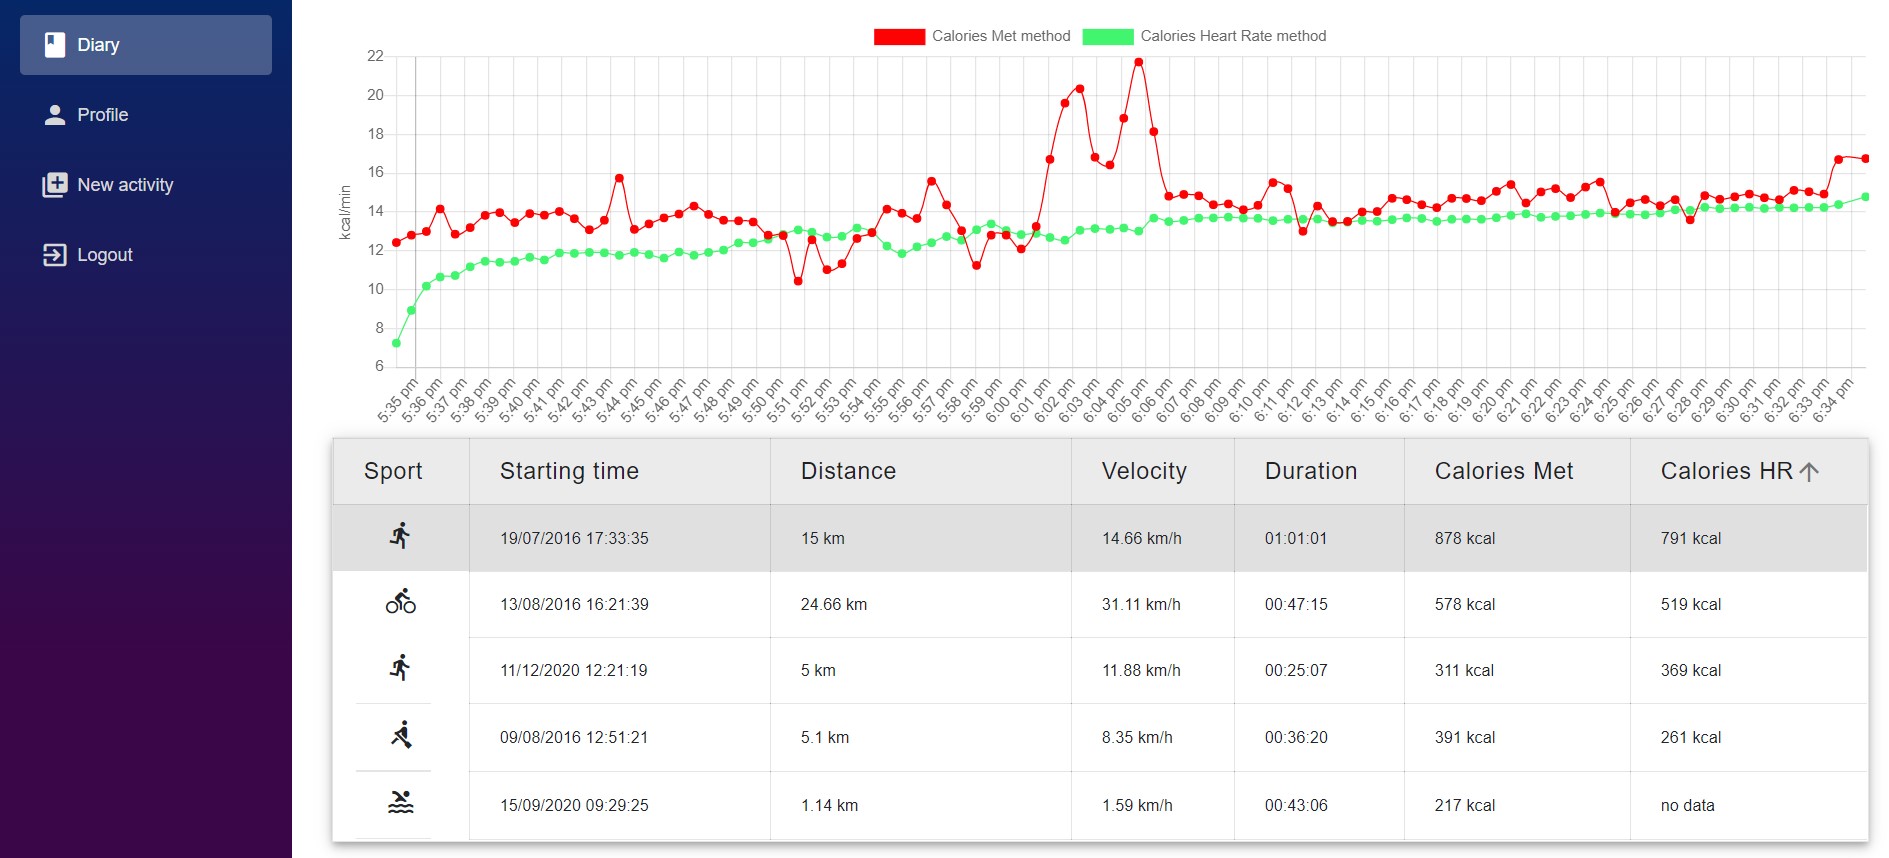 Diary
Profile
New activity
Logout
Calories Met method Calories Heart Rate method
kcal/min
22
20
18
16
14
12
10
8
6
5:35 pm 5:36 pm 5:37 pm 5:38 pm 5:39 pm 5:40 pm 5:41 pm 5:42 pm 5:43 pm 5:44 pm 5:45 pm 5:46 pm 5:47 pm 5:48 pm 5:49 pm 5:50 pm 5:51 pm 5:52 pm 5:53 pm 5:54 pm 5:55 pm 5:56 pm 5:57 pm 5:58 pm 5:59 pm 6:00 pm 6:01 pm 6:02 pm 6:03 pm 6:04 pm 6:05 pm 6:06 pm 6:07 pm 6:08 pm 6:09 pm 6:10 pm 6:11 pm 6:12 pm 6:13 pm 6:14 pm 6:15 pm 6:16 pm 6:17 pm 6:18 pm 6:19 pm 6:20 pm 6:21 pm 6:22 pm 6:23 pm 6:24 pm 6:25 pm 6:26 pm 6:27 pm 6:28 pm 6:29 pm 6:30 pm 6:31 pm 6:32 pm 6:33 pm 6:34 pm
Sport Starting time Distance Velocity Duration Calories Met Calories HR
19/07/2016 17:33:35 15 km 14.66 km/h 01:01:01 878 kcal 791 kcal
13/08/2016 16:21:39 24.66 km 31.11 km/h 00:47:15 578 kcal 519 kcal
11/12/2020 12:21:19 5 km 11.88 km/h 00:25:07 311 kcal 369 kcal
09/08/2016 12:51:21 5.1 km 8.35 km/h 00:36:20 391 kcal 261 kcal
15/09/2020 09:29:25 1.14 km 1.59 km/h 00:43:06 217 kcal no data